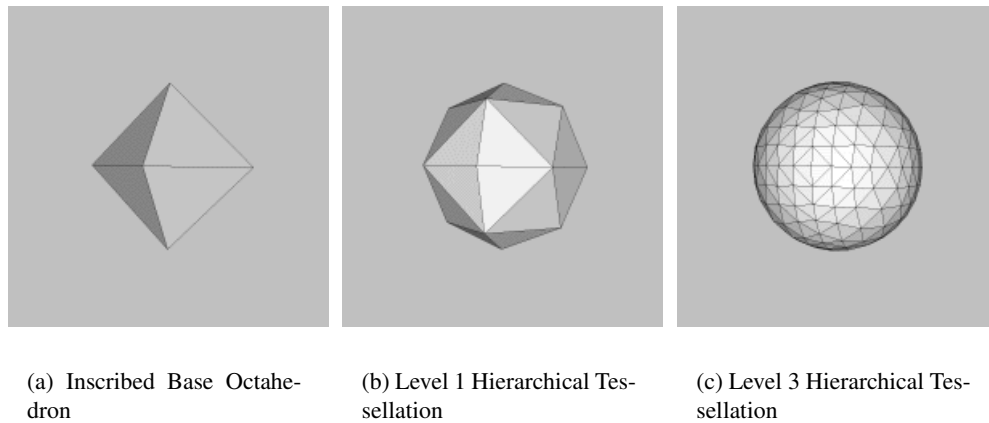 (a) Inscribed Base Octahe-
dron
(b) Level 1 Hierarchical Tes-
sellation
(c) Level 3 Hierarchical Tes-
sellation